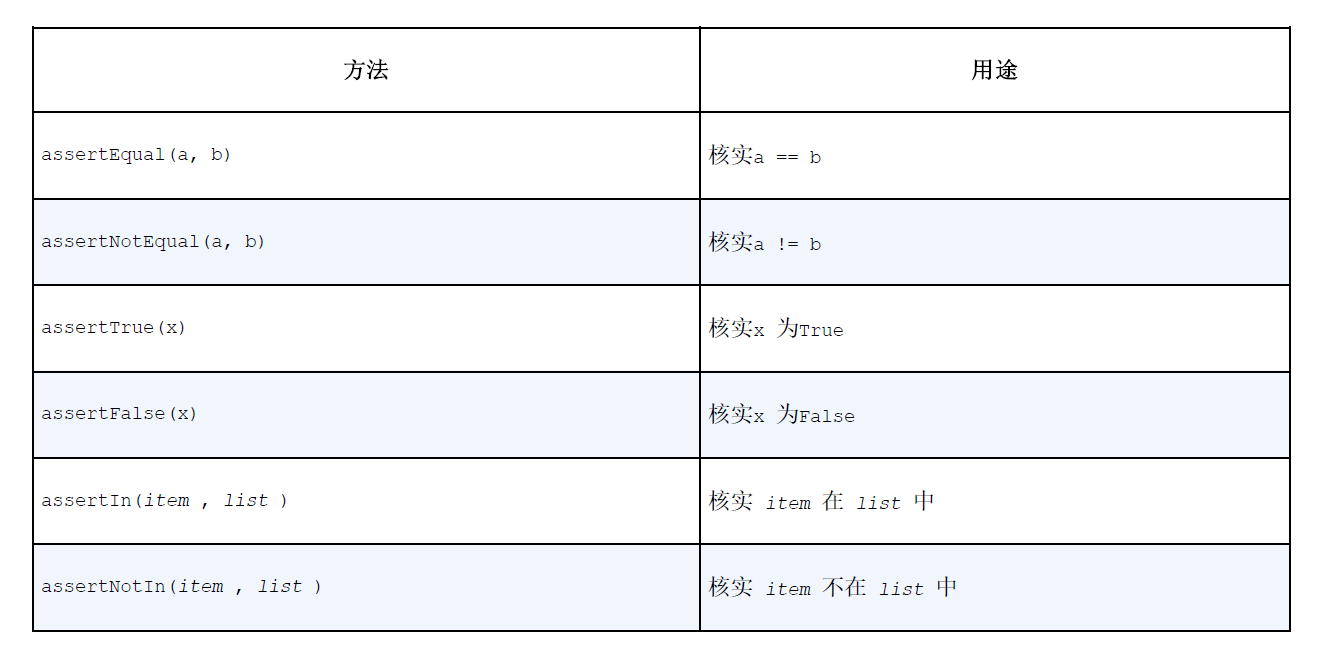 方法 用途
assertEqual(a, b) 核实a == b
assertNotEqual(a, b) 核实a != b
assertTrue(x) 核实x 为True
assertFalse(x) 核实x 为False
assertIn(item , list ) 核实 item 在 list 中
assertNotIn(item , list ) 核实 item 不在 list 中